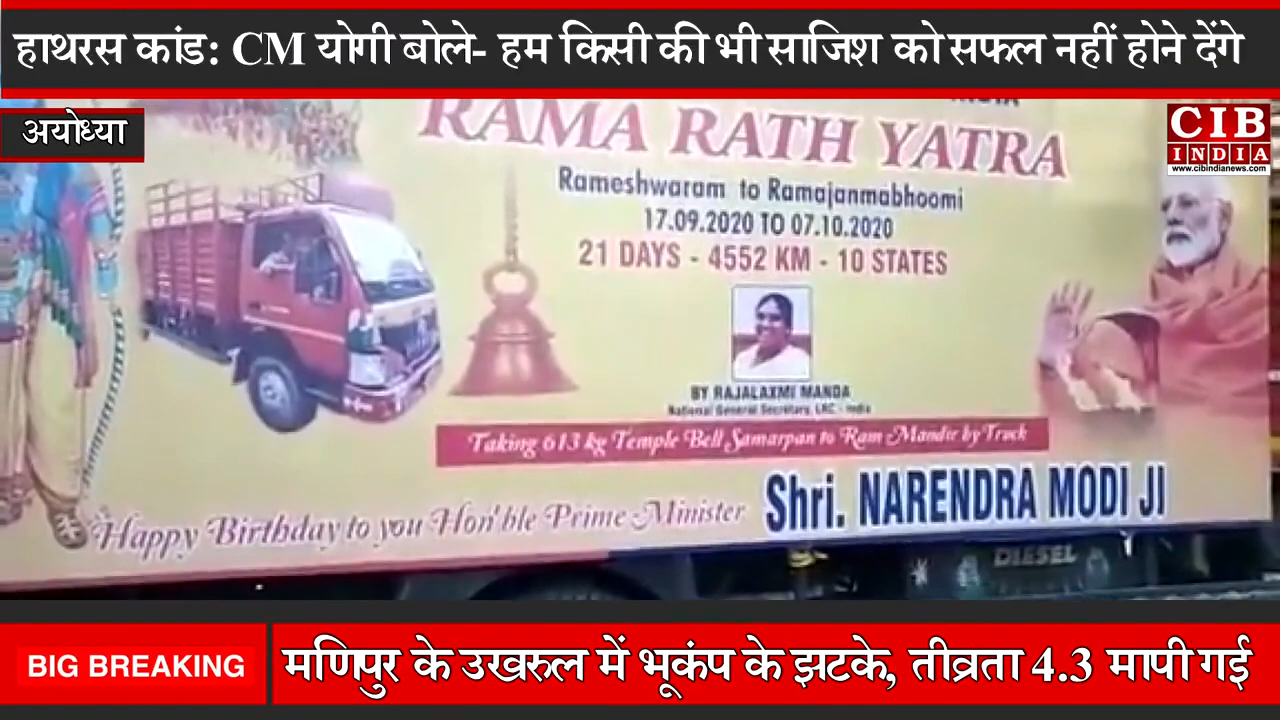 हाथरस कांड: CM योगी बोले- हम किसी की भी साजिश को सफल नहीं होने देंगे
अयोध्या
CIB
INDIA
www.cibindianews.com
INDIA
RAMA RATH YATRA
Rameshwaram to Ramajanmabhoomi
17.09.2020 TO 07.10.2020
21 DAYS - 4552 KM - 10 STATES
BY RAJALAXMI MANDA
National General Secretary, LRC - India
Taking 613 kg Temple Bell Samarpan to Ram Mandir by Truck
Happy Birthday to you Hon'ble Prime Minister Shri. NARENDRA MODI JI
DIESEL
BIG BREAKING
मणिपुर के उखरुल में भूकंप के झटके, तीव्रता 4.3 मापी गई